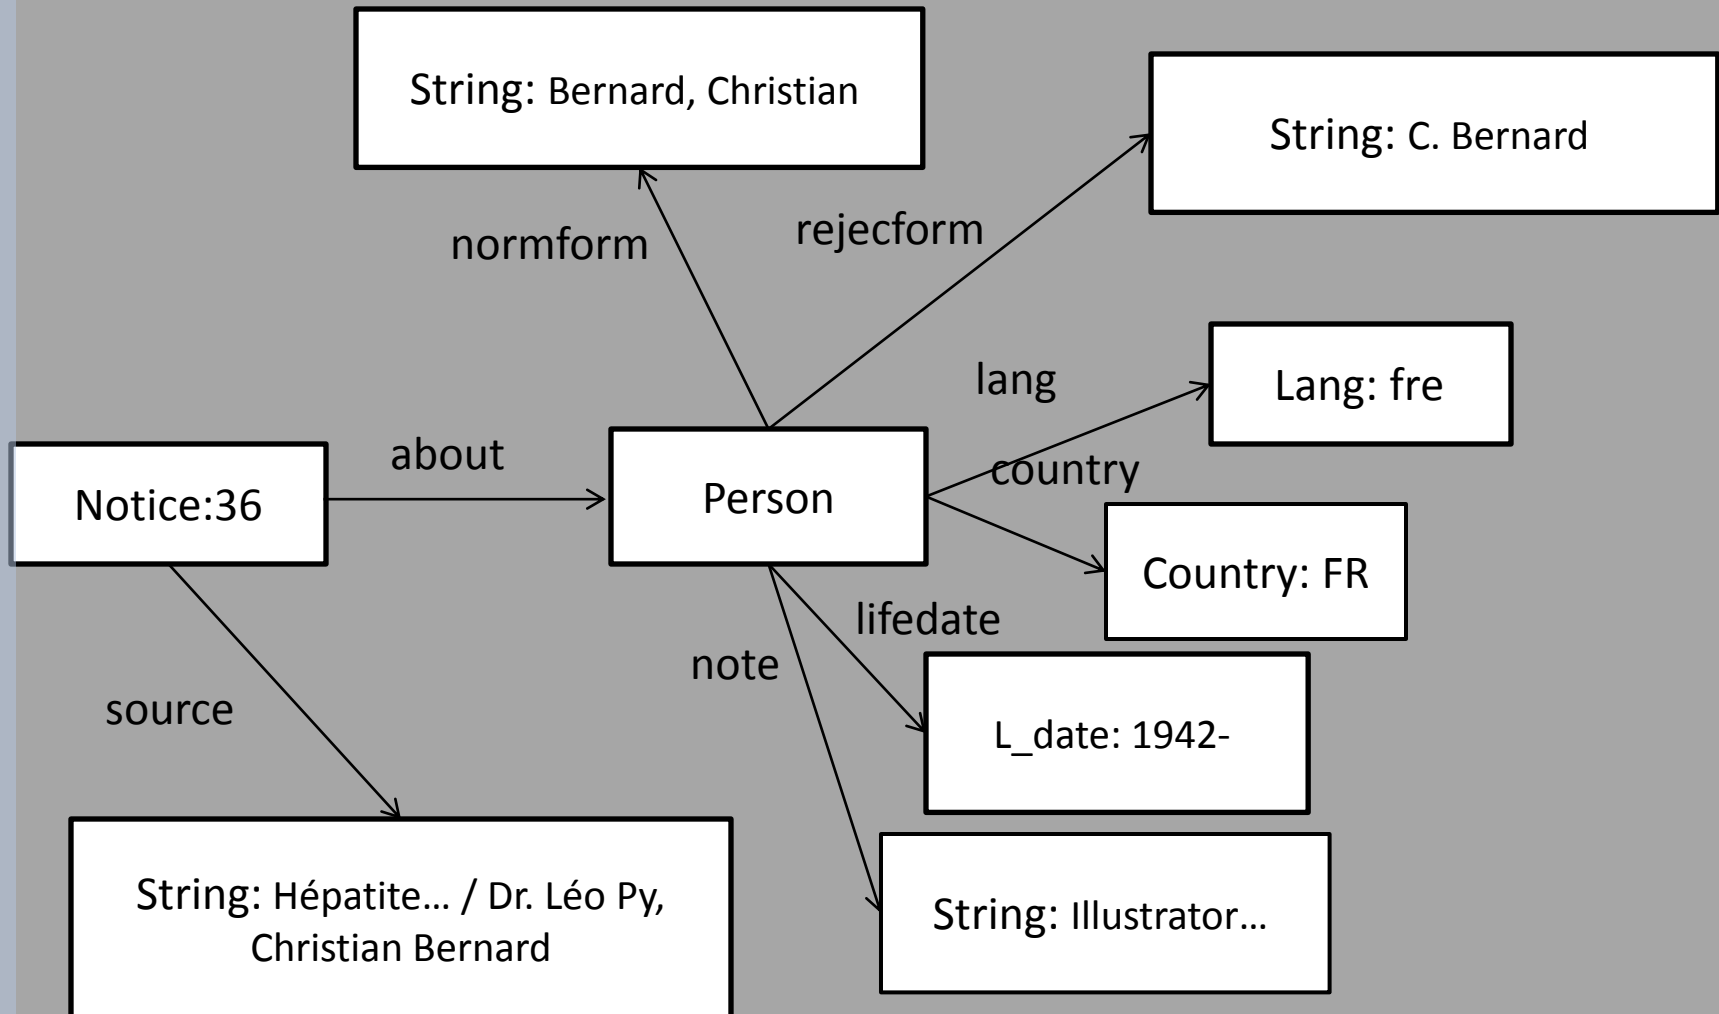 String: Bernard, Christian
String: C. Bernard
normform
rejecform
lang
Lang: fre
about
country
Notice:36
Person
Country: FR
lifedate
note
source
L_date: 1942-
String: Hépatite... / Dr. Léo Py,
Christian Bernard
String: Illustrator...